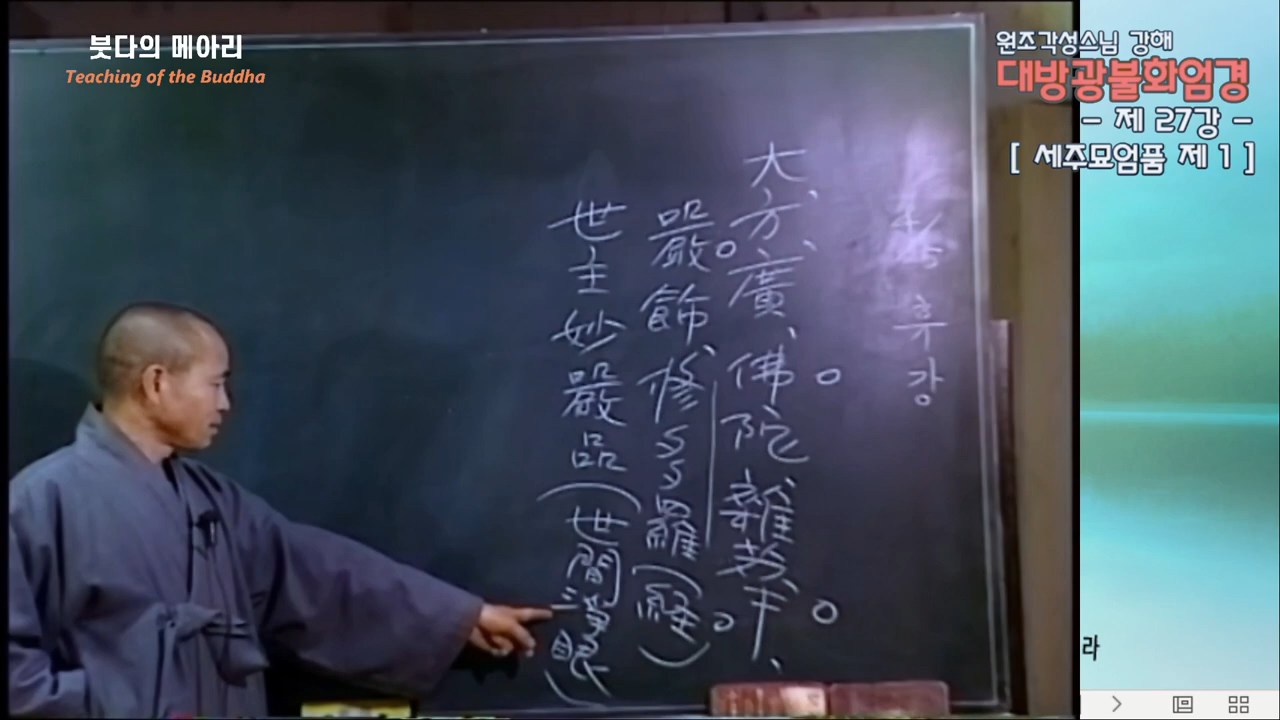 붓다의 메아리
Teaching of the Buddha
원조각성스님 강해
대방광불화엄경
- 제 27강 -
[ 세주묘엄품 제 1 ]
휴강
大、方、廣、佛陀雜華、
嚴飾、修多羅(經)
世主妙嚴品(世間
라